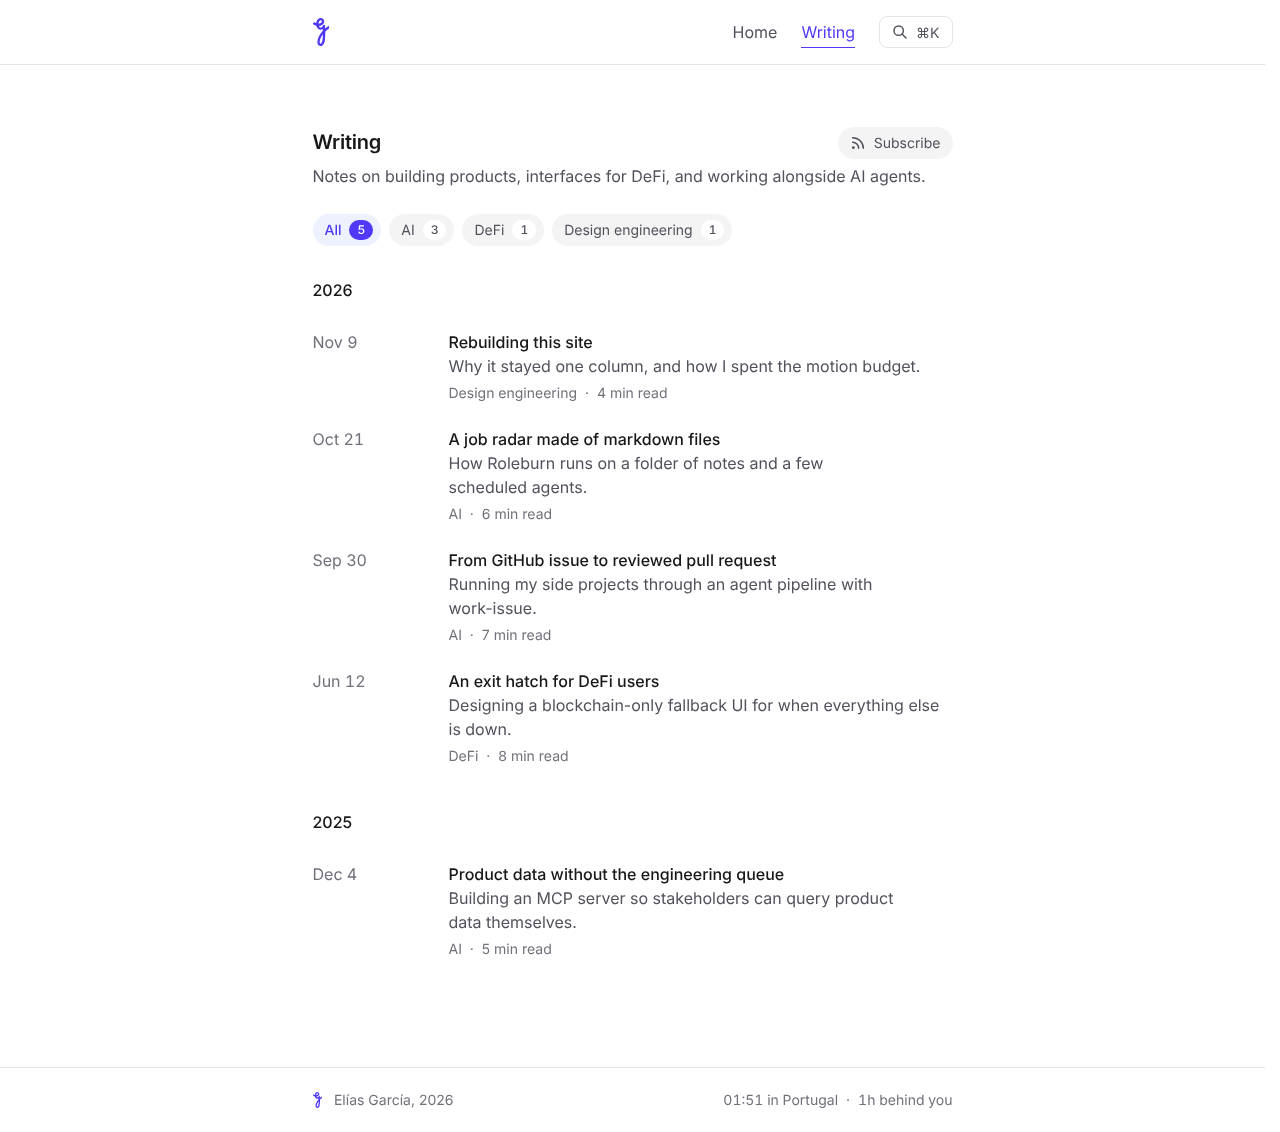 Home
Writing
⌘K
Writing
Subscribe
Notes on building products, interfaces for DeFi, and working alongside AI agents.
All 5
AI 3
DeFi 1
Design engineering 1
2026
Nov 9
Rebuilding this site
Why it stayed one column, and how I spent the motion budget.
Design engineering · 4 min read
Oct 21
A job radar made of markdown files
How Roleburn runs on a folder of notes and a few
scheduled agents.
AI · 6 min read
Sep 30
From GitHub issue to reviewed pull request
Running my side projects through an agent pipeline with
work-issue.
AI · 7 min read
Jun 12
An exit hatch for DeFi users
Designing a blockchain-only fallback UI for when everything else
is down.
DeFi · 8 min read
2025
Dec 4
Product data without the engineering queue
Building an MCP server so stakeholders can query product
data themselves.
AI · 5 min read
Elías García, 2026
01:51 in Portugal · 1h behind you